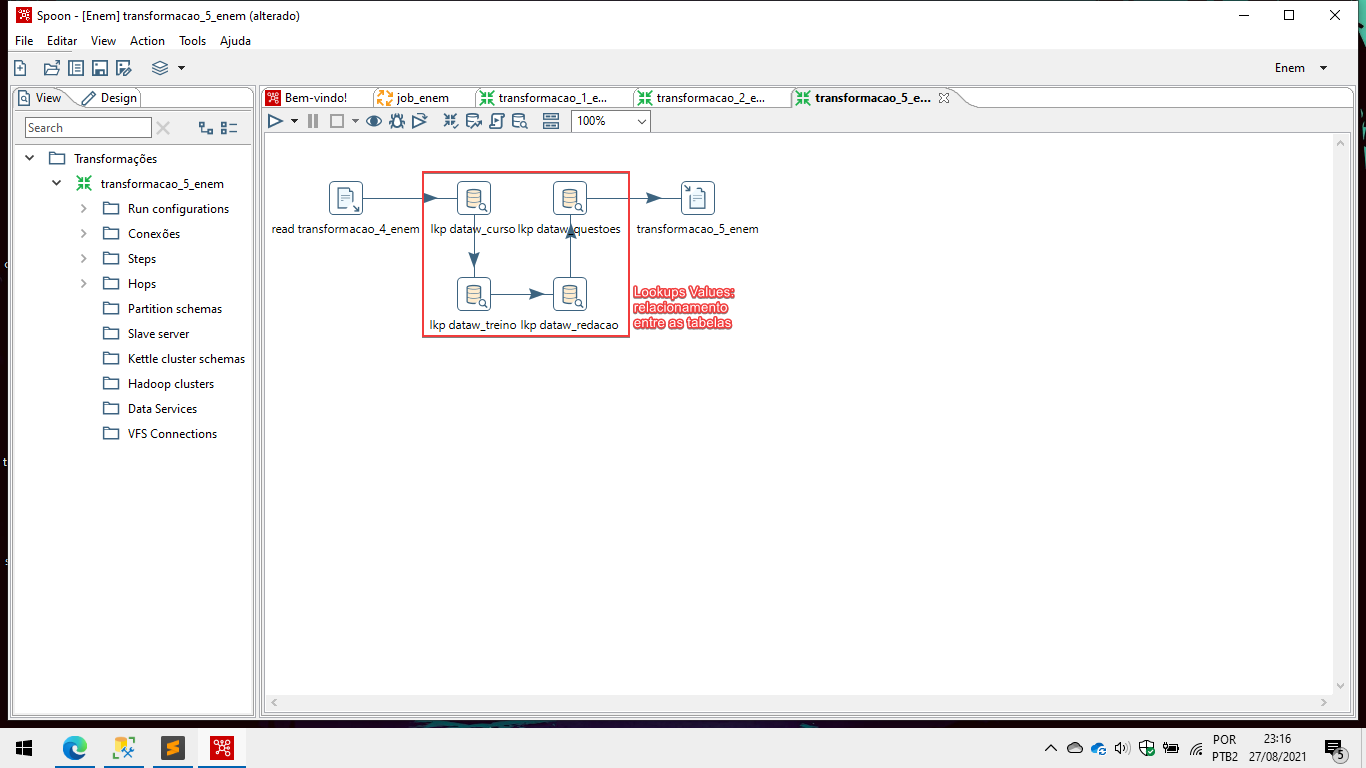 Spoon - [Enem] transformacao_5_enem (alterado)
File Editar View Action Tools Ajuda
Enem
View Design
Bem-vindo! job_enem transformacao_1_e... transformacao_2_e... transformacao_5_e...
Search
100%
Transformações
transformacao_5_enem
Run configurations
Conexões
Steps
Hops
Partition schemas
Slave server
Kettle cluster schemas
Hadoop clusters
Data Services
VFS Connections
read transformacao_4_enem lkp dataw_curso lkp dataw_questoes transformacao_5_enem
lkp dataw_treino lkp dataw_redacao
Lookups Values:
relacionamento
entre as tabelas
POR 23:16
PTB2 27/08/2021
5